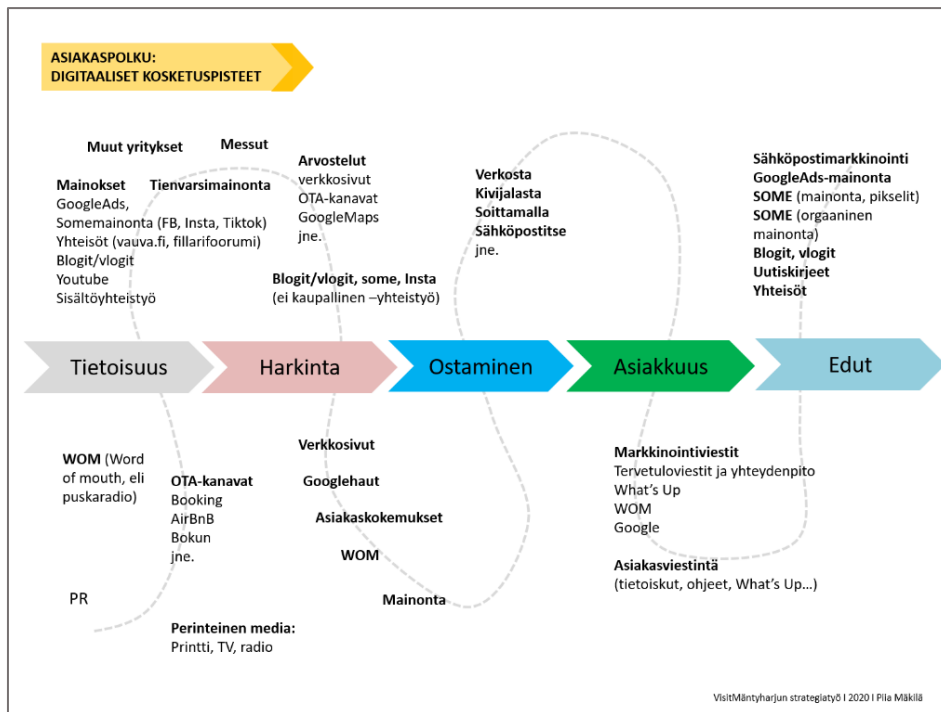 ASIAKASPOLKU:
DIGITAALISET KOSKETUSPISTEET
Muut yritykset
Messut
Mainokset
Tienvarsimainonta
GoogleAds,
Somemainonta (FB, Insta, Tiktok)
Yhteisöt (vauva.fi, fillarifoorumi)
Blogit/vlogit
Youtube
Sisältöyhteistyö
Arvostelut
verkkosivut
OTA-kanavat
GoogleMaps
jne.
Blogit/vlogit, some, Insta
(ei kaupallinen –yhteistyö)
Verkosta
Kivijalasta
Soittamalla
Sähköpostitse
jne.
Sähköpostimarkkinointi
GoogleAds-mainonta
SOME (mainonta, pikselit)
SOME (orgaaninen
mainonta)
Blogit, vlogit
Uutiskirjeet
Yhteisöt
Tietoisuus
Harkinta
Ostaminen
Asiakkuus
Edut
WOM (Word
of mouth, eli
puskaradio)
PR
OTA-kanavat
Booking
AirBnB
Bokun
jne.
Perinteinen media:
Printti, TV, radio
Verkkosivut
Googlehaut
Asiakaskokemukset
WOM
Mainonta
Markkinointiviestit
Tervetuloviestit ja yhteydenpito
What's Up
WOM
Google
Asiakasviestintä
(tietoiskut, ohjeet, What's Up…)
VisitMäntyharjun strategiatyö I 2020 I Piia Mäkilä